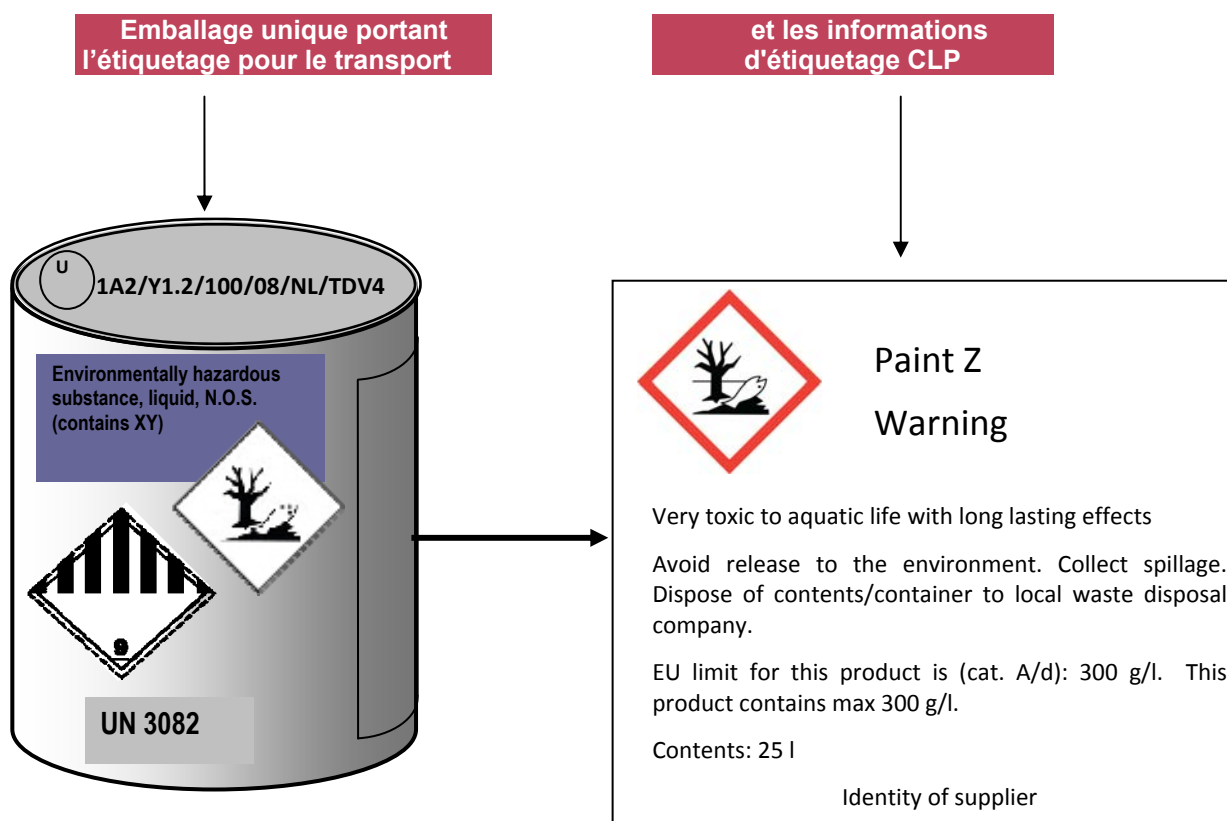 Emballage unique portant
l'étiquetage pour le transport
et les informations
d'étiquetage CLP
U
1A2/Y1.2/100/08/NL/TDV4
Environmentally hazardous
substance, liquid, N.O.S.
(contains XY)
9
UN 3082
Paint Z
Warning
Very toxic to aquatic life with long lasting effects
Avoid release to the environment. Collect spillage.
Dispose of contents/container to local waste disposal
company.
EU limit for this product is (cat. A/d): 300 g/l. This
product contains max 300 g/l.
Contents: 25 l
Identity of supplier